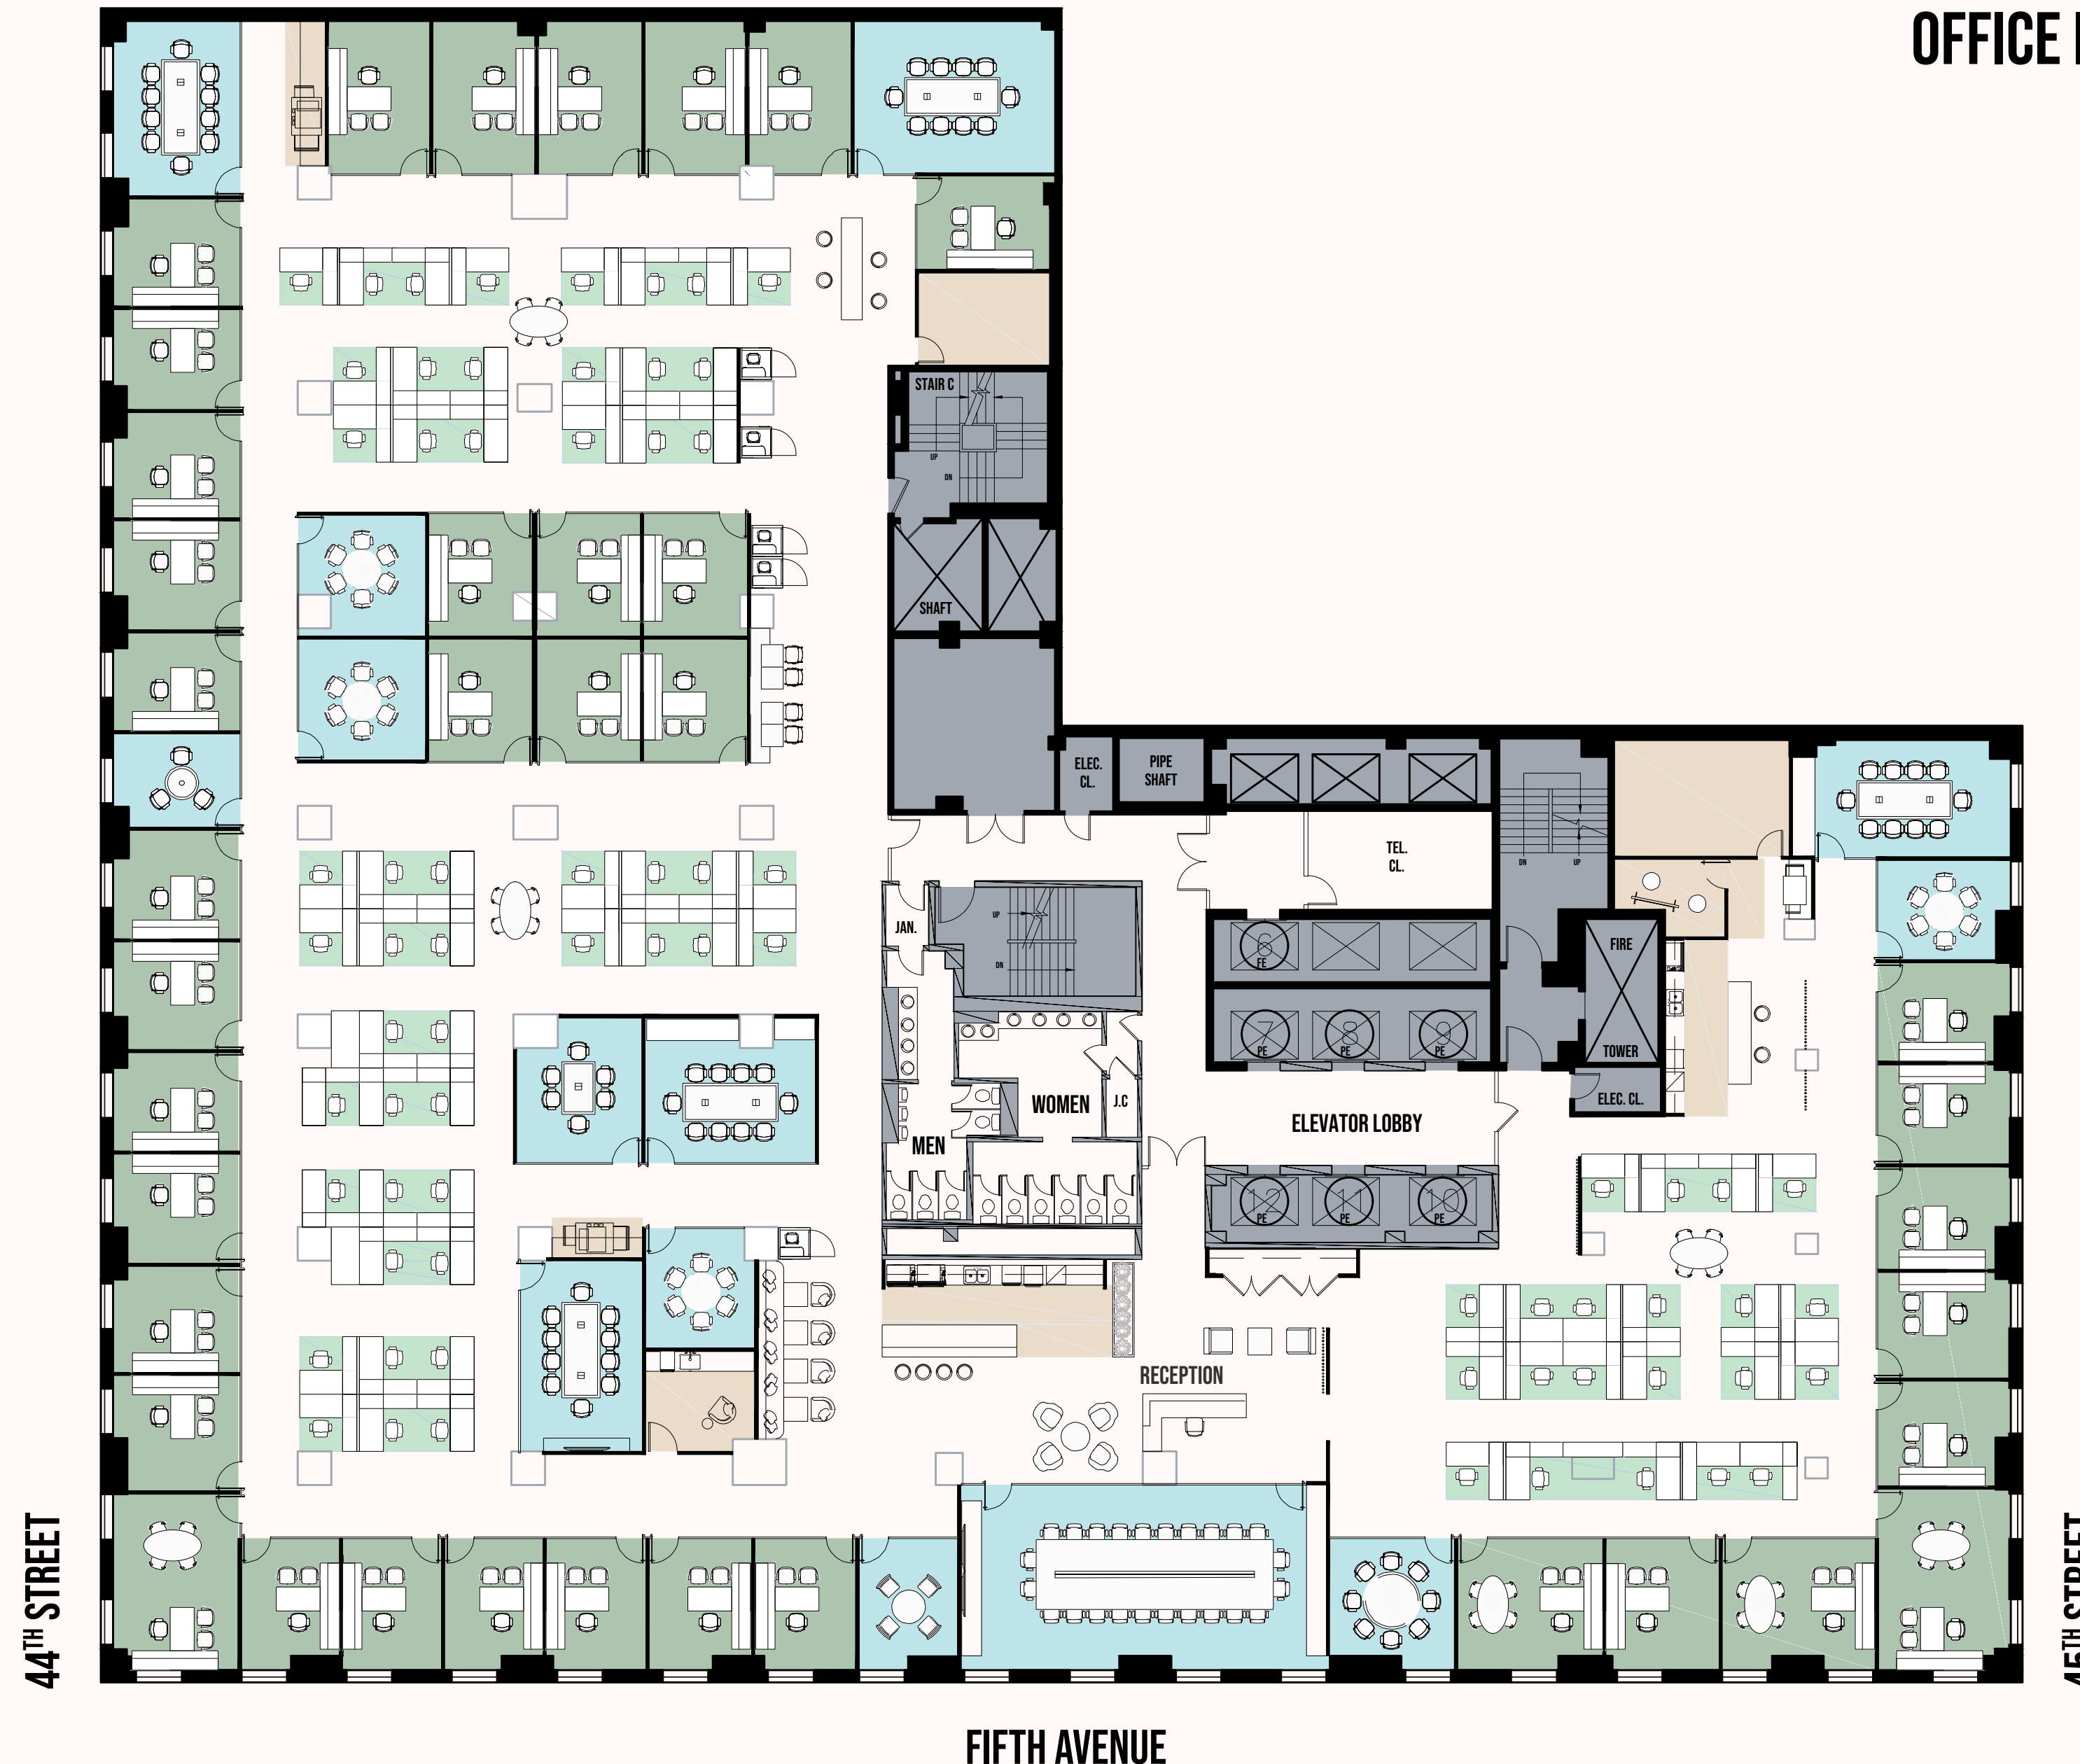 OFFICE
STAIR C
UP
DN
SHAFT
ELEC.
CL.
PIPE
SHAFT
TEL.
CL.
DN
UP
JAN.
UP
DN
6
FE
FIRE
TOWER
7
PE
8
PE
9
PE
ELEC. CL.
WOMEN
J.C
MEN
ELEVATOR LOBBY
12
PE
11
PE
10
PE
RECEPTION
44TH STREET
45TH STREET
FIFTH AVENUE